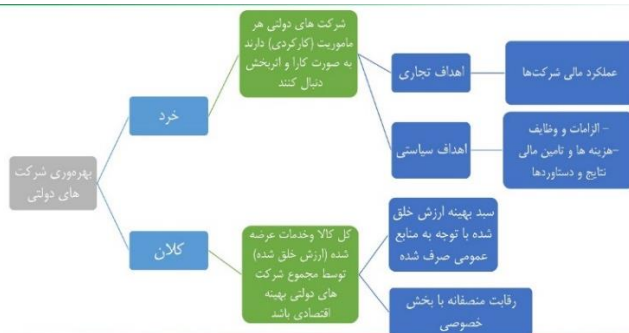 بهره‌وری شرکت
های دولتی
خرد
شرکت های دولتی هر
ماموریت (کارکردی) دارند
به صورت کارا و اثربخش
دنبال کنند
اهداف تجاری
عملکرد مالی شرکت‌ها
اهداف سیاستی
- الزامات و وظایف
-هزینه ها و تامین مالی
نتایج و دستاوردها
کلان
کل کالا وخدمات عرضه
شده (ارزش خلق شده)
توسط مجموع شرکت
های دولتی بهینه
اقتصادی باشد
سبد بهینه ارزش خلق
شده با توجه به منابع
عمومی صرف شده
رقابت منصفانه با بخش
خصوصی